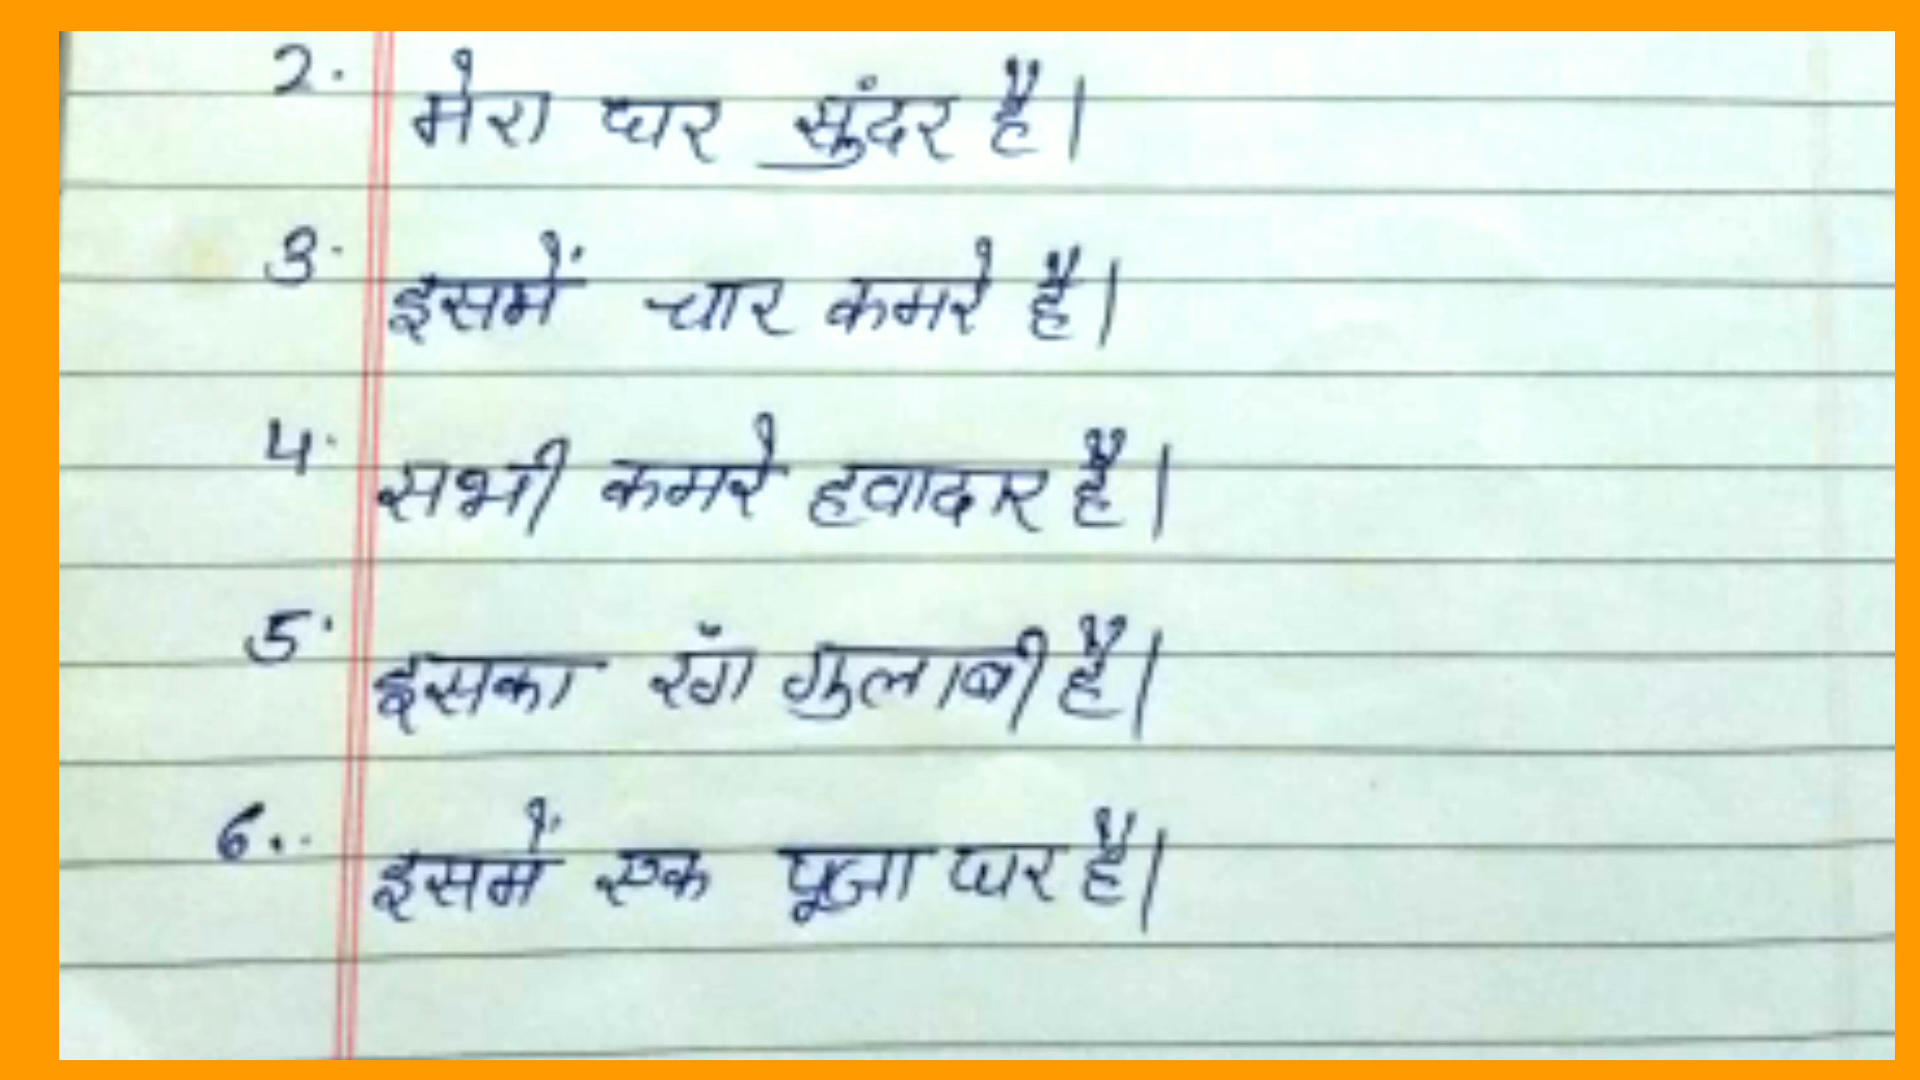 2. मेरा घर सुंदर है।
3. इसमें चार कमरे है।
4. सभी कमरे हवादार है।
5. इसका रंग गुलाबी है।
6. इसमें एक पूजा घर है।